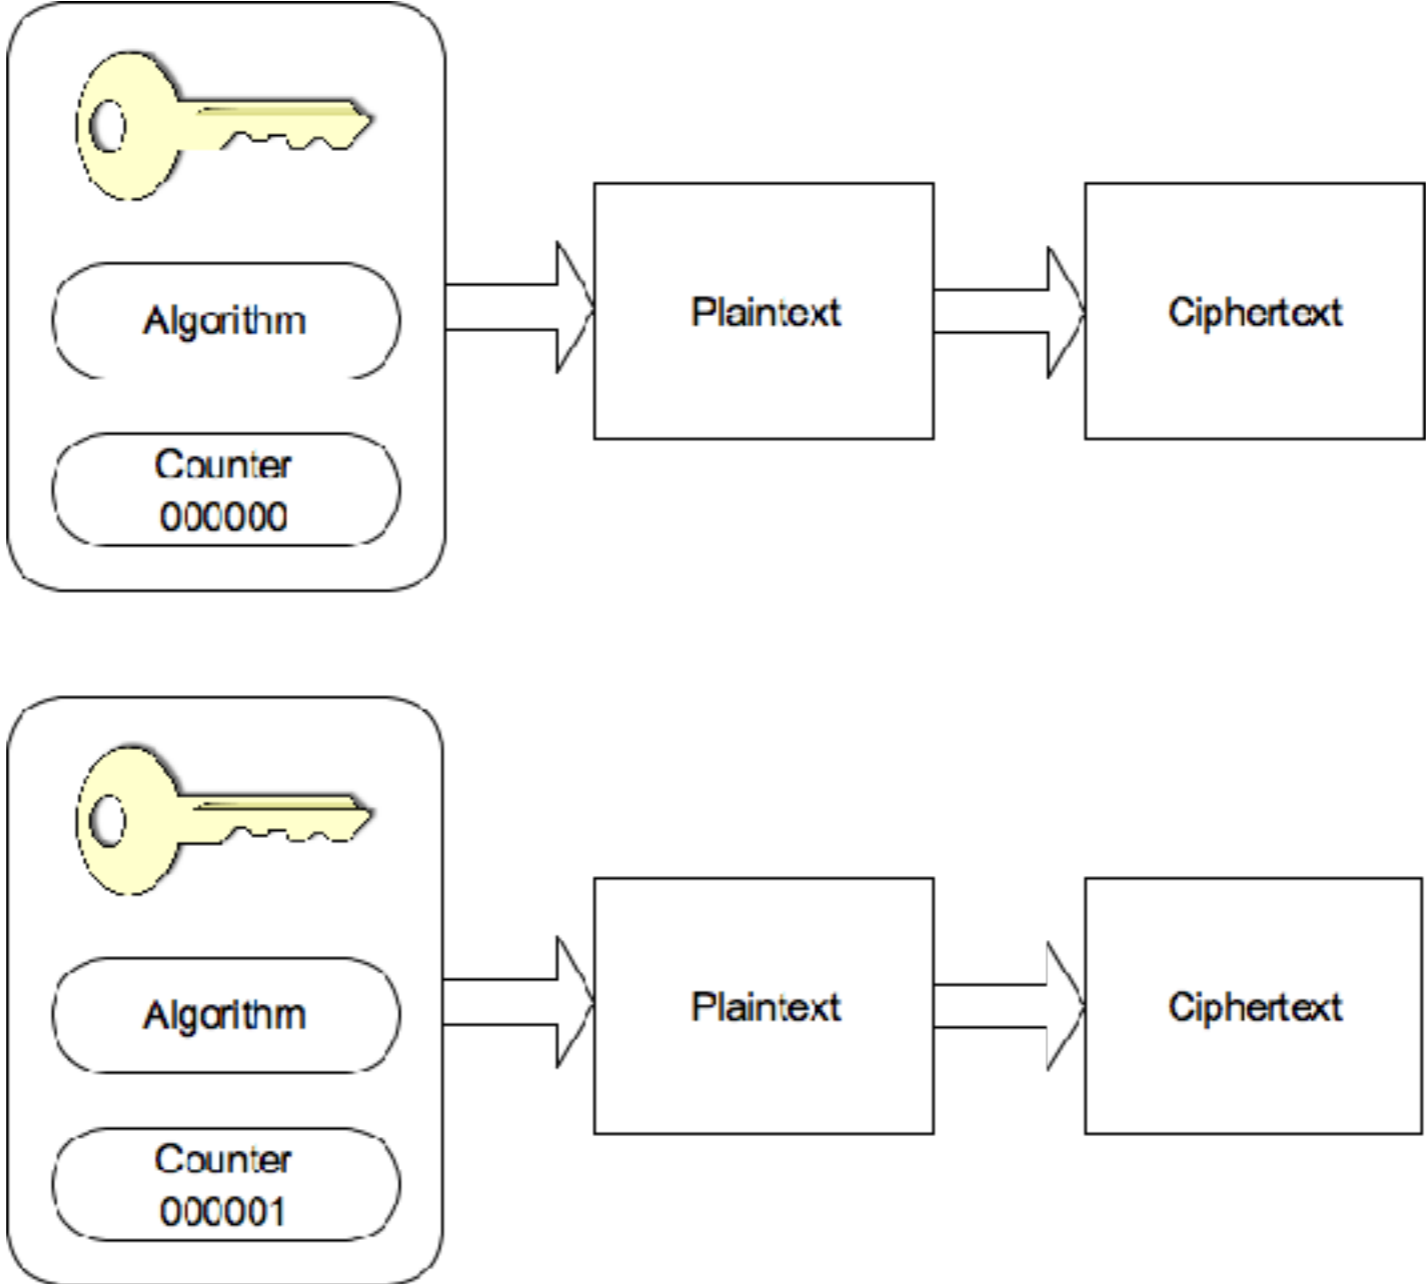 Algorithm
Counter
000000
Plaintext
Ciphertext
Algorithm
Counter
000001
Plaintext
Ciphertext